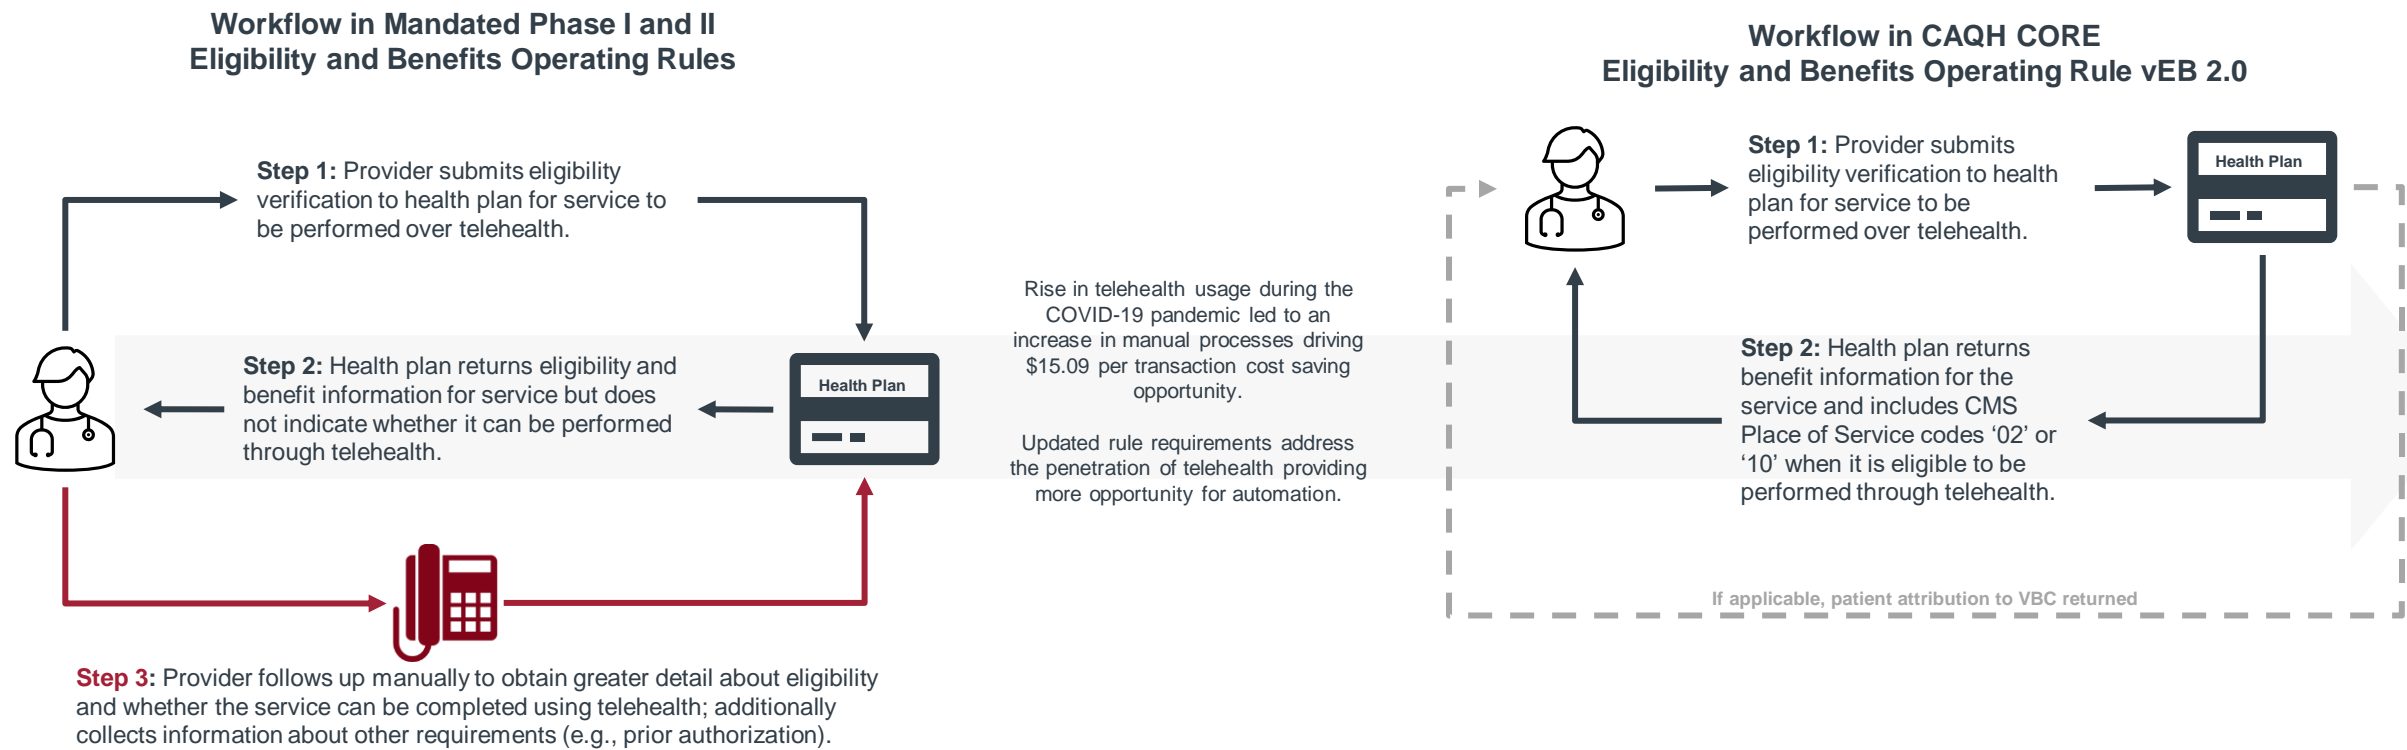 Workflow in Mandated Phase I and II
Eligibility and Benefits Operating Rules
Step 1: Provider submits eligibility
verification to health plan for service to
be performed over telehealth.
Step 2: Health plan returns eligibility and
benefit information for service but does
not indicate whether it can be performed
through telehealth.
Health Plan
Step 3: Provider follows up manually to obtain greater detail about eligibility
and whether the service can be completed using telehealth; additionally
collects information about other requirements (e.g., prior authorization).
Rise in telehealth usage during the
COVID-19 pandemic led to an
increase in manual processes driving
$15.09 per transaction cost saving
opportunity.
Updated rule requirements address
the penetration of telehealth providing
more opportunity for automation.
Workflow in CAQH CORE
Eligibility and Benefits Operating Rule vEB 2.0
Step 1: Provider submits
eligibility verification to health
plan for service to be
performed over telehealth.
Health Plan
Step 2: Health plan returns
benefit information for the
service and includes CMS
Place of Service codes ‘02’ or
‘10’ when it is eligible to be
performed through telehealth.
If applicable, patient attribution to VBC returned